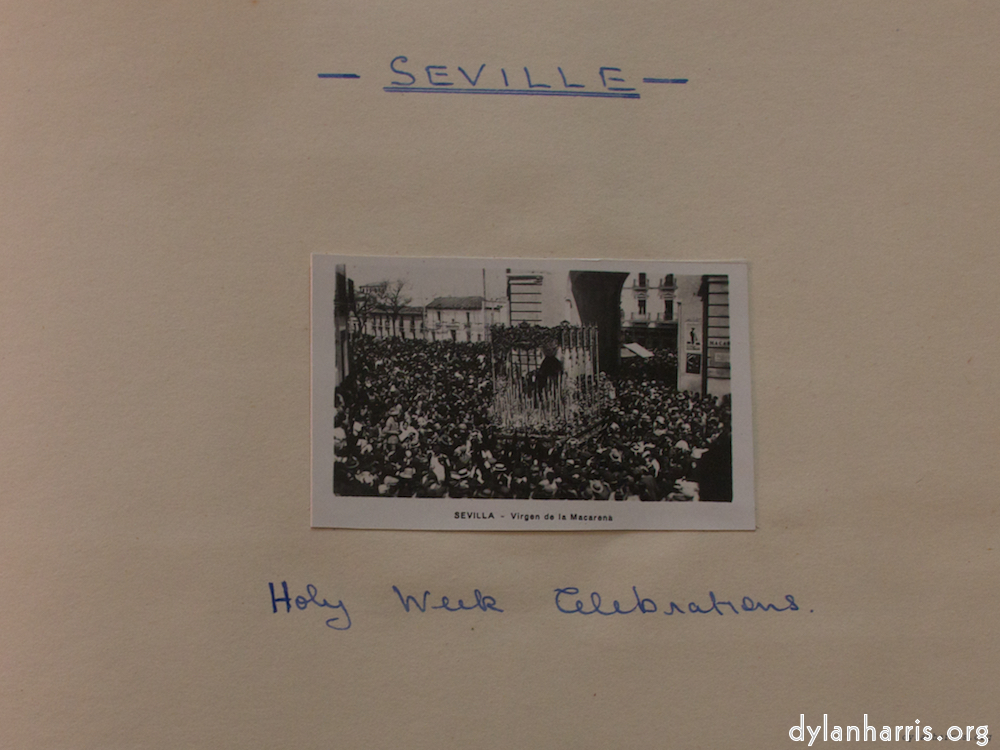 - SEVILLE -
SEVILLA - Virgen de la Macarena
Holy Week Celebrations.
dylanharris.org